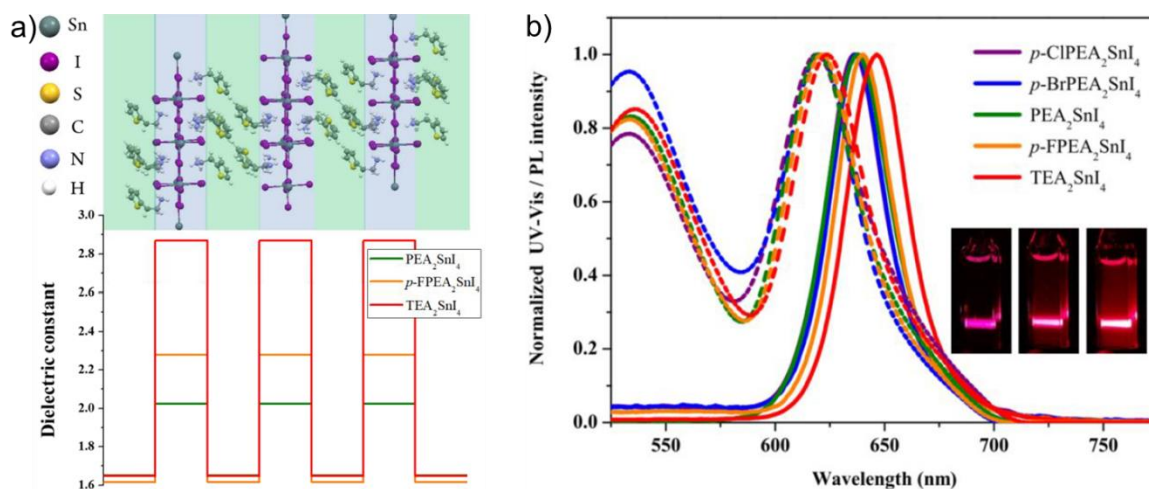 a)
Sn
I
S
C
N
H
3.0
2.8
2.6
2.4
2.2
2.0
1.8
1.6
Dielectric constant
PEA₂SnI₄
p-FPEA₂SnI₄
TEA₂SnI₄
b)
1.0
0.8
0.6
0.4
0.2
0.0
Normalized UV-Vis / PL intensity
p-ClPEA₂SnI₄
p-BrPEA₂SnI₄
PEA₂SnI₄
p-FPEA₂SnI₄
TEA₂SnI₄
550 600 650 700 750
Wavelength (nm)